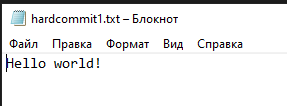 hardcommit1.txt – Блокнот
Файл Правка Формат Вид Справка
Hello world!